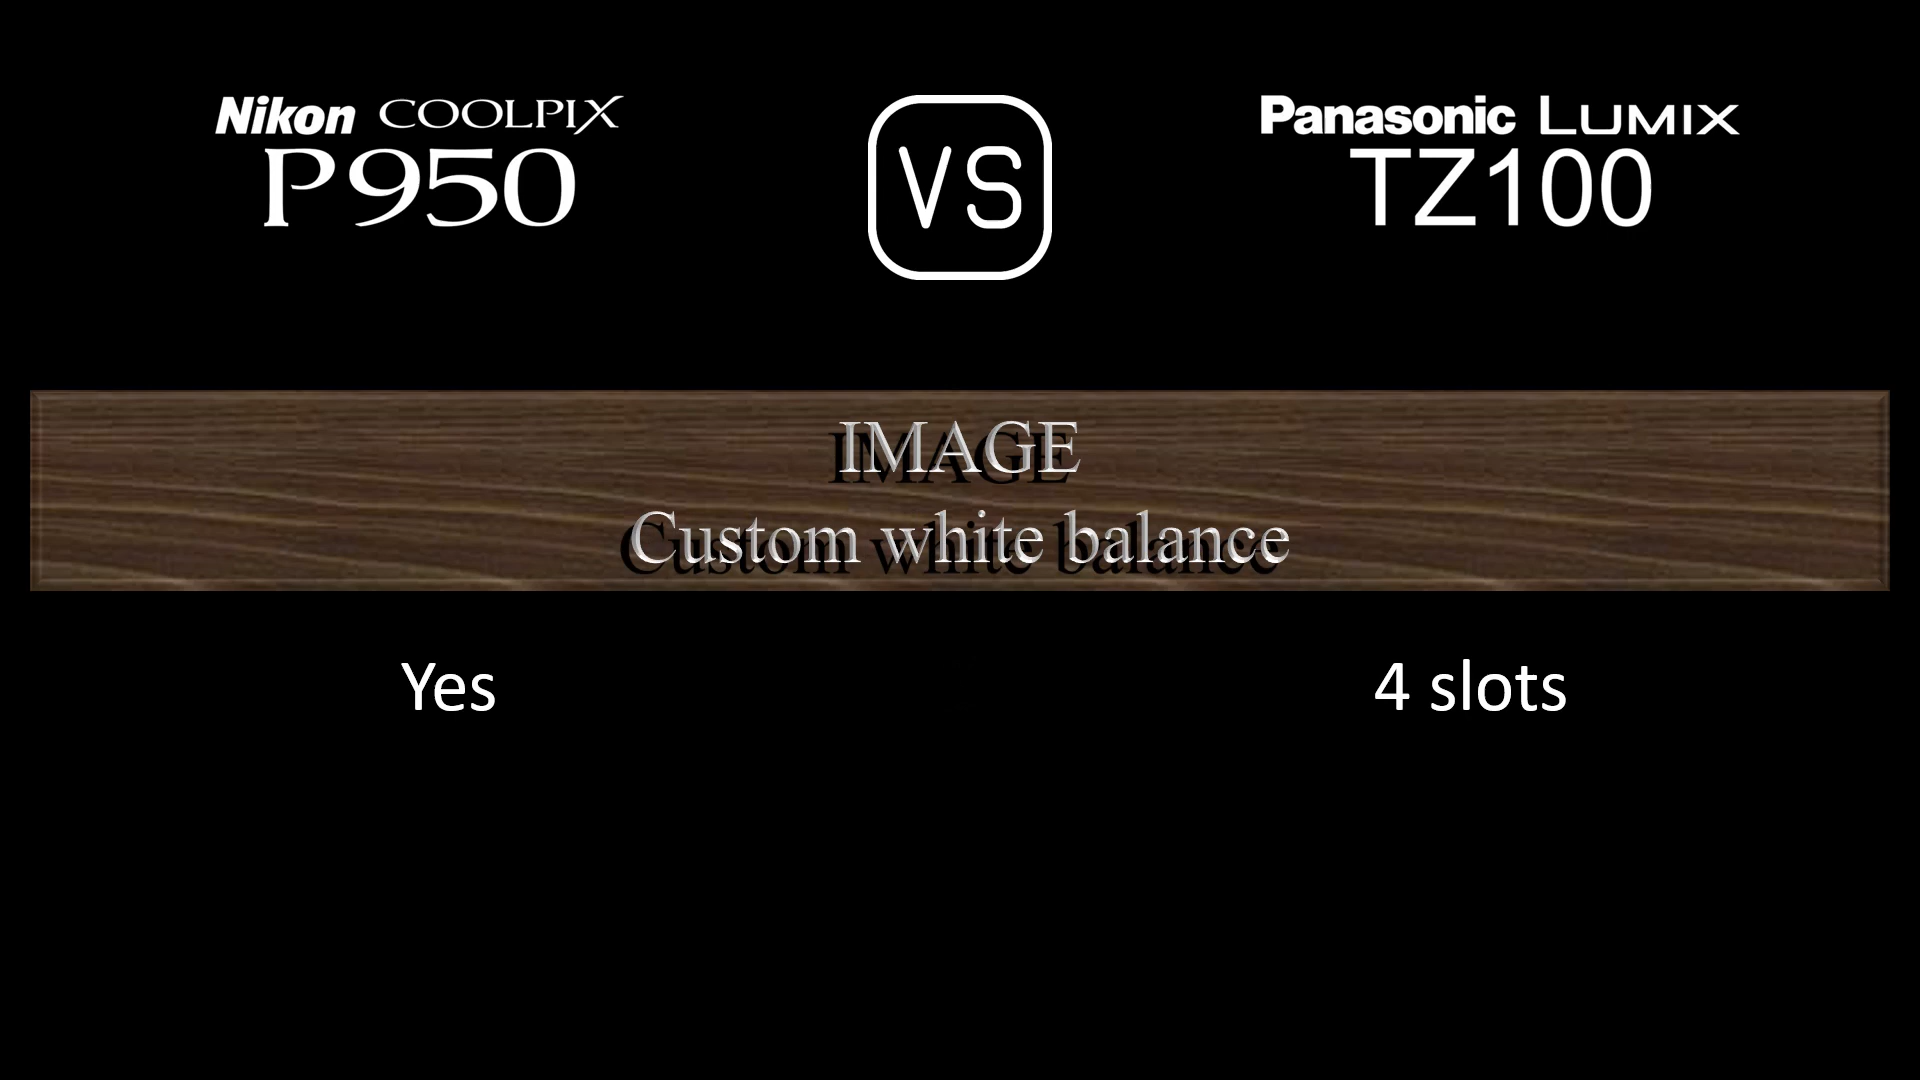 Nikon COOLPIX
P950
VS
Panasonic LUMIX
TZ100
IMAGE
Custom white balance
Yes
4 slots